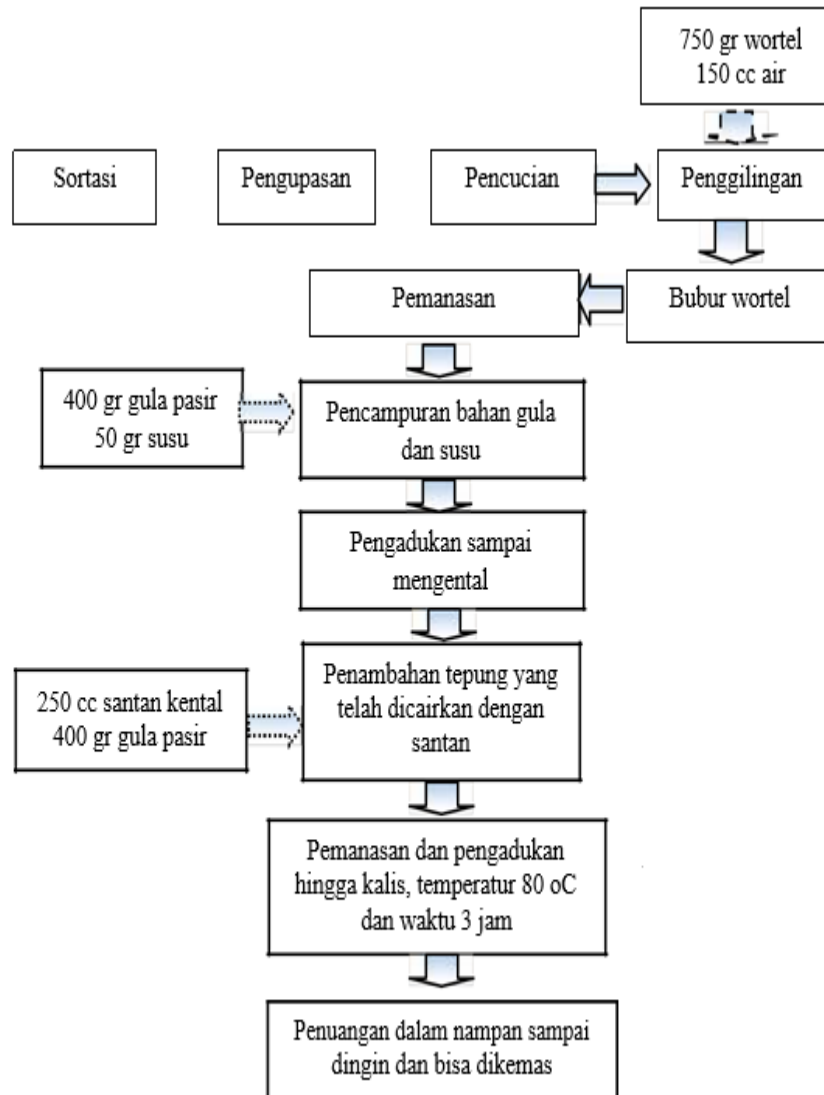 750 gr wortel
150 cc air
Sortasi
Pengupasan
Pencucian
Penggilingan
Pemanasan
Bubur wortel
400 gr gula pasir
50 gr susu
Pencampuran bahan gula
dan susu
Pengadukan sampai
mengental
250 cc santan kental
400 gr gula pasir
Penambahan tepung yang
telah dicairkan dengan
santan
Pemanasan dan pengadukan
hingga kalis, temperatur 80 oC
dan waktu 3 jam
Penuangan dalam nampan sampai
dingin dan bisa dikemas